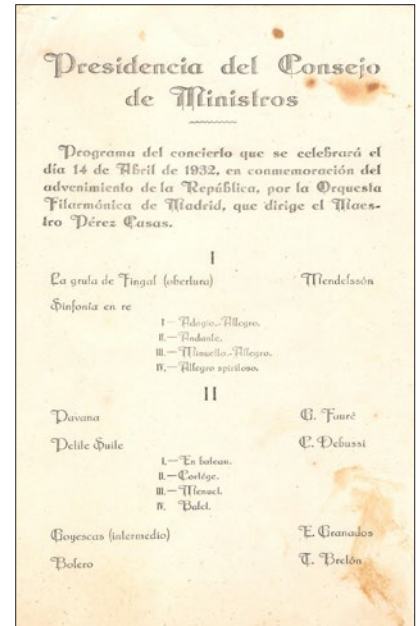 Presidencia del Consejo
de Ministros
Programa del concierto que se celebrará el
día 14 de Abril de 1932, en conmemoración del
advenimiento de la República, por la Orquesta
Filarmónica de Madrid, que dirige el Maes-
tro Pérez Casas.
I
La gruta de Fingal (obertura) Mendelssón
Sinfonía en re
I.—Adagio.-Allegro.
II.—Andante.
III.—Minuetto.-Allegro.
IV.—Allegro spiritoso.
II
Pavana G. Fauré
Petite Suite C. Debussi
I.—En bateau.
II.—Cortége.
III.—Menuet.
IV. Balet.
Goyescas (intermedio) E. Granados
Bolero T. Bretón